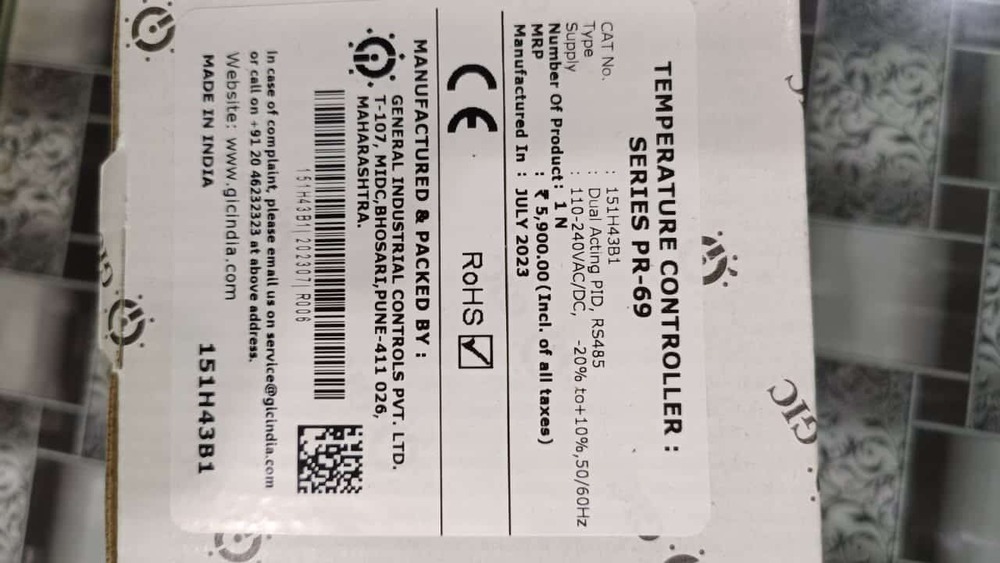 TEMPERATURE CONTROLLER :
SERIES PR-69
CAT No. : 151H43B1
Type : Dual Acting PID, RS485
Supply : 110-240VAC/DC, -20% to+10%,50/60Hz
Number Of Product : 1 N
MRP : ₹ 5,900.00 (Incl. of all taxes)
Manufactured In : JULY 2023
CE RoHS
MANUFACTURED & PACKED BY :
GENERAL INDUSTRIAL CONTROLS PVT. LTD.
T-107, MIDC,BHOSARI,PUNE-411 026,
MAHARASHTRA.
151H43B1| 202307| R006
In case of complaint, please email us on service@gicindia.com
or call on +91 20 46232323 at above address.
Website: www.gicindia.com
MADE IN INDIA 151H43B1
GIC
GIC